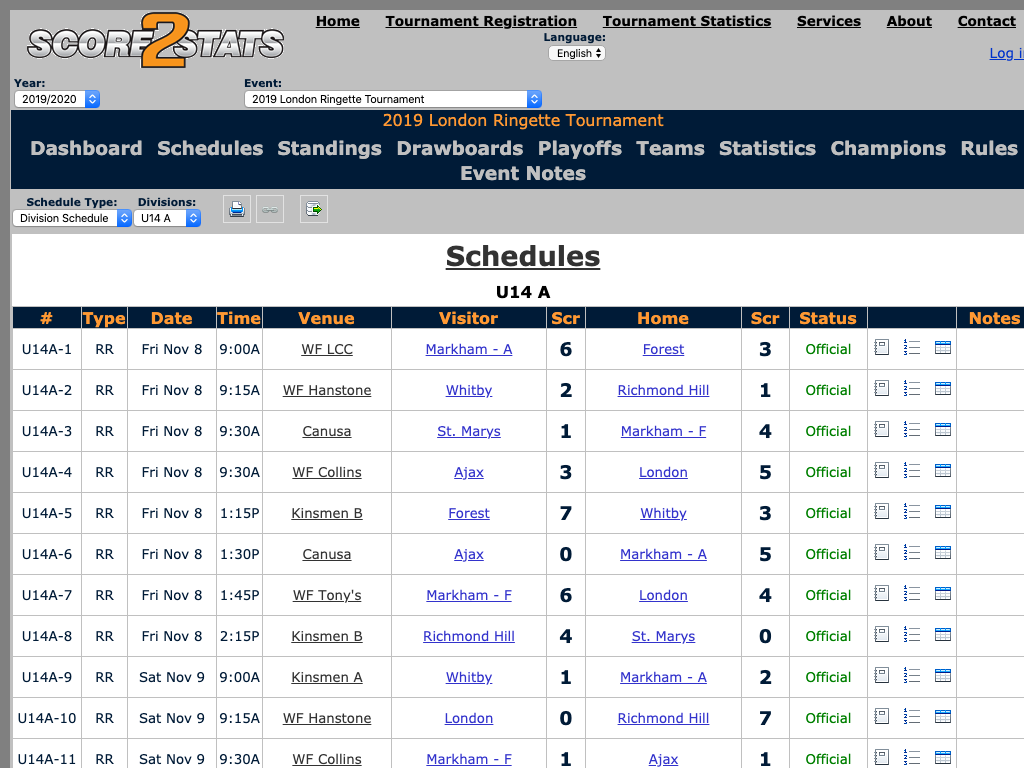 SCORE2STATS
Home Tournament Registration Tournament Statistics Services About Contact
Language:
English
Year:
2019/2020
Event:
2019 London Ringette Tournament
2019 London Ringette Tournament
Dashboard Schedules Standings Drawboards Playoffs Teams Statistics Champions Rules
Event Notes
Schedule Type: Divisions:
Division Schedule U14 A
Schedules
U14 A
# Type Date Time Venue Visitor Scr Home Scr Status Notes
U14A-1 RR Fri Nov 8 9:00A WF LCC Markham - A 6 Forest 3 Official
U14A-2 RR Fri Nov 8 9:15A WF Hanstone Whitby 2 Richmond Hill 1 Official
U14A-3 RR Fri Nov 8 9:30A Canusa St. Marys 1 Markham - F 4 Official
U14A-4 RR Fri Nov 8 9:30A WF Collins Ajax 3 London 5 Official
U14A-5 RR Fri Nov 8 1:15P Kinsmen B Forest 7 Whitby 3 Official
U14A-6 RR Fri Nov 8 1:30P Canusa Ajax 0 Markham - A 5 Official
U14A-7 RR Fri Nov 8 1:45P WF Tony's Markham - F 6 London 4 Official
U14A-8 RR Fri Nov 8 2:15P Kinsmen B Richmond Hill 4 St. Marys 0 Official
U14A-9 RR Sat Nov 9 9:00A Kinsmen A Whitby 1 Markham - A 2 Official
U14A-10 RR Sat Nov 9 9:15A WF Hanstone London 0 Richmond Hill 7 Official
U14A-11 RR Sat Nov 9 9:30A WF Collins Markham - F 1 Ajax 1 Official